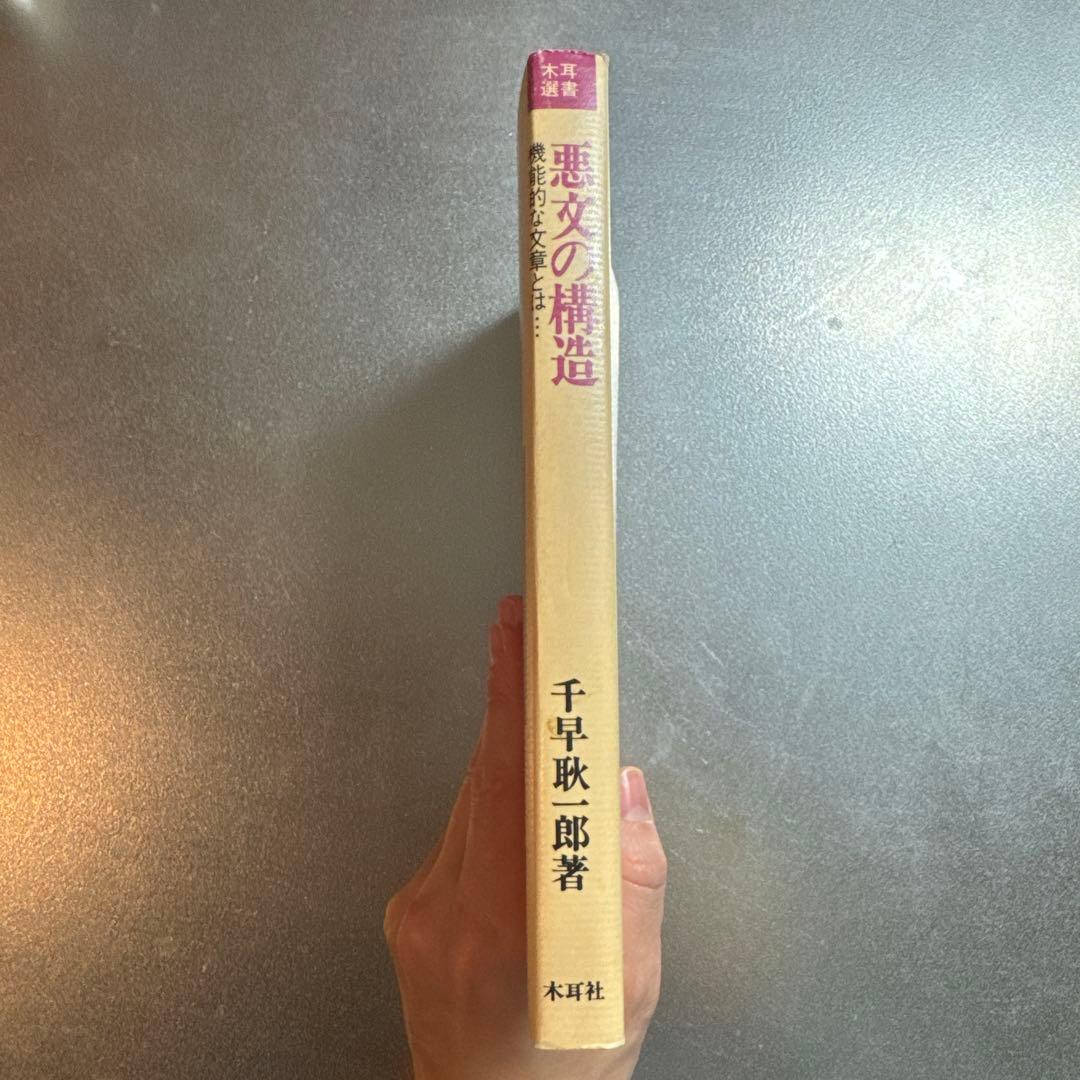 木耳
選書
悪文の構造
機能的な文章とは…
千早耿一郎著
木耳社